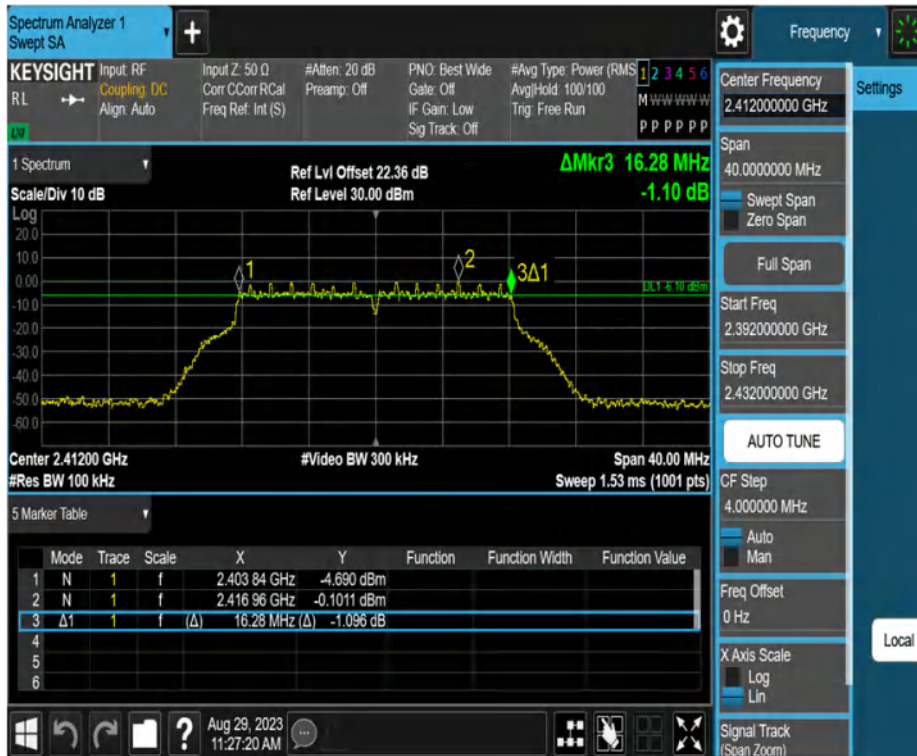 Spectrum Analyzer 1
Swept SA
Frequency
KEYSIGHT
R L
Input: RF
Coupling: DC
Align: Auto
Input Z: 50 Ω
Corr CCorr RCal
Freq Ref: Int (S)
#Atten: 20 dB
Preamp: Off
PNO: Best Wide
Gate: Off
IF Gain: Low
Sig Track: Off
#Avg Type: Power (RMS
Avg|Hold: 100/100
Trig: Free Run
1 2 3 4 5 6
M W W W W W
P P P P P P
1 Spectrum
Scale/Div 10 dB
Ref Lvl Offset 22.36 dB
Ref Level 30.00 dBm
ΔMkr3 16.28 MHz
-1.10 dB
Log
20.0
10.0
0.00
-10.0
-20.0
-30.0
-40.0
-50.0
-60.0
1
2
3Δ1
DL1 -6.10 dBm
Center 2.41200 GHz
#Video BW 300 kHz
Span 40.00 MHz
#Res BW 100 kHz
Sweep 1.53 ms (1001 pts)
5 Marker Table
Mode Trace Scale X Y Function Function Width Function Value
1 N 1 f 2.403 84 GHz -4.690 dBm
2 N 1 f 2.416 96 GHz -0.1011 dBm
3 Δ1 1 f (Δ) 16.28 MHz (Δ) -1.096 dB
4
5
6
Aug 29, 2023
11:27:20 AM
Center Frequency
2.412000000 GHz
Span
40.0000000 MHz
Swept Span
Zero Span
Full Span
Start Freq
2.392000000 GHz
Stop Freq
2.432000000 GHz
AUTO TUNE
CF Step
4.000000 MHz
Auto
Man
Freq Offset
0 Hz
X Axis Scale
Log
Lin
Signal Track
(Span Zoom)
Settings
Local